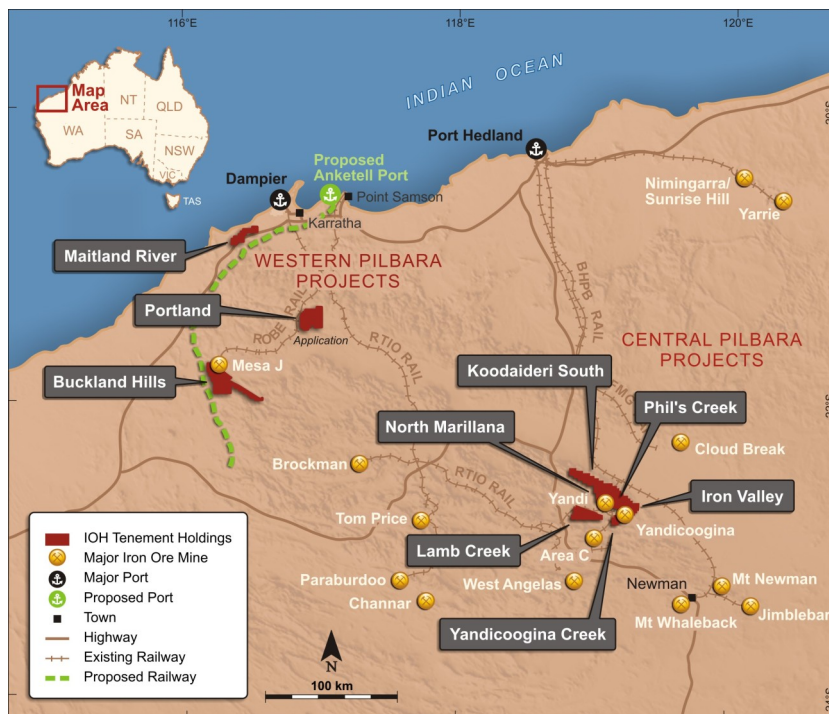 116°E
118°E
120°E
INDIAN OCEAN
Map
Area
NT
QLD
WA
SA
NSW
VIC
TAS
Port Hedland
Proposed
Anketell Port
Dampier
Point Samson
Karratha
Nimingarra/
Sunrise Hill
Yarrie
Maitland River
WESTERN PILBARA
PROJECTS
Portland
Application
ROBE RAIL
RTIO RAIL
BHPB RAIL
CENTRAL PILBARA
PROJECTS
Mesa J
Buckland Hills
Koodaideri South
FMG
Phil's Creek
North Marillana
Cloud Break
Brockman
RTIO RAIL
Yandi
Iron Valley
Tom Price
Yandicoogina
Lamb Creek
Area C
Paraburdoo
West Angelas
Channar
Newman
Mt Newman
Mt Whaleback
Jimblebar
Yandicoogina Creek
IOH Tenement Holdings
Major Iron Ore Mine
Major Port
Proposed Port
Town
Highway
Existing Railway
Proposed Railway
N
100 km